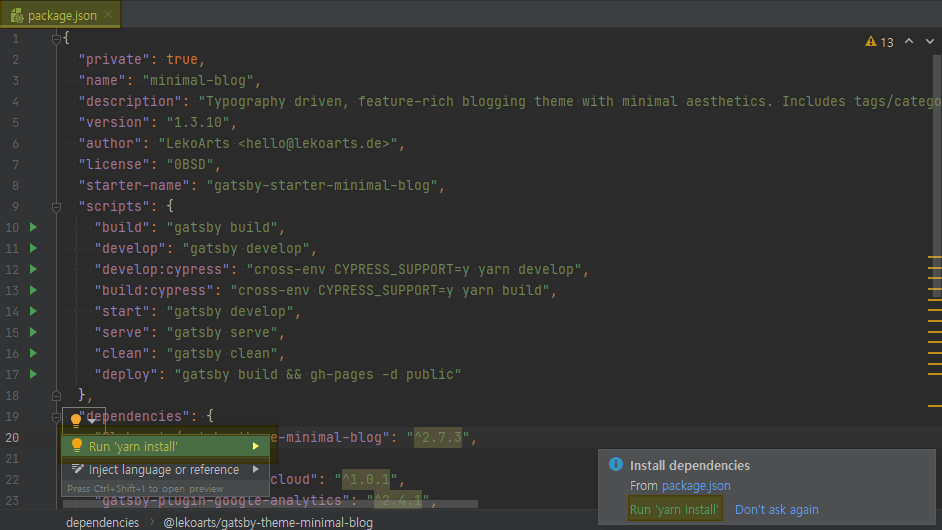 package.json
13
1 {
2 "private": true,
3 "name": "minimal-blog",
4 "description": "Typography driven, feature-rich blogging theme with minimal aesthetics. Includes tags/catego
5 "version": "1.3.10",
6 "author": "LekoArts <hello@lekoarts.de>",
7 "license": "0BSD",
8 "starter-name": "gatsby-starter-minimal-blog",
9 "scripts": {
10 "build": "gatsby build",
11 "develop": "gatsby develop",
12 "develop:cypress": "cross-env CYPRESS_SUPPORT=y yarn develop",
13 "build:cypress": "cross-env CYPRESS_SUPPORT=y yarn build",
14 "start": "gatsby develop",
15 "serve": "gatsby serve",
16 "clean": "gatsby clean",
17 "deploy": "gatsby build && gh-pages -d public"
18 },
19 "dependencies": {
20 -minimal-blog": "^2.7.3",
Run 'yarn install'
21
Inject language or reference
22 cloud": "^1.0.1",
Press Ctrl+Shift+I to open preview
23 "gatsby-plugin-google-analytics": "^2.4.1",
Install dependencies
From package.json
Run 'yarn install' Don't ask again
dependencies > @lekoarts/gatsby-theme-minimal-blog